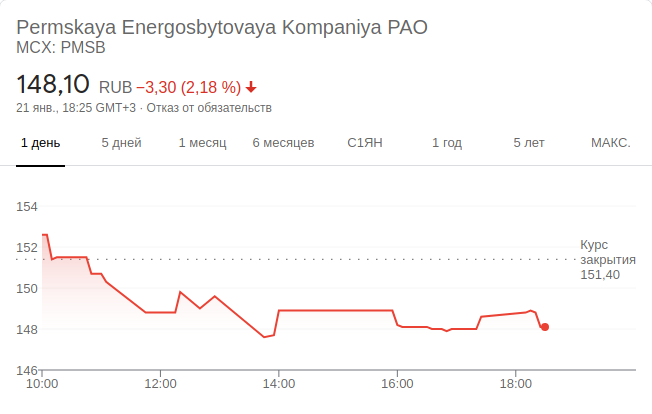 Permskaya Energosbytovaya Kompaniya PAO
MCX: PMSB
148,10 RUB −3,30 (2,18 %)
21 янв., 18:25 GMT+3 · Отказ от обязательств
1 день 5 дней 1 месяц 6 месяцев С1ЯН 1 год 5 лет МАКС.
154
152
150
148
146
Курс
закрытия
151,40
10:00 12:00 14:00 16:00 18:00